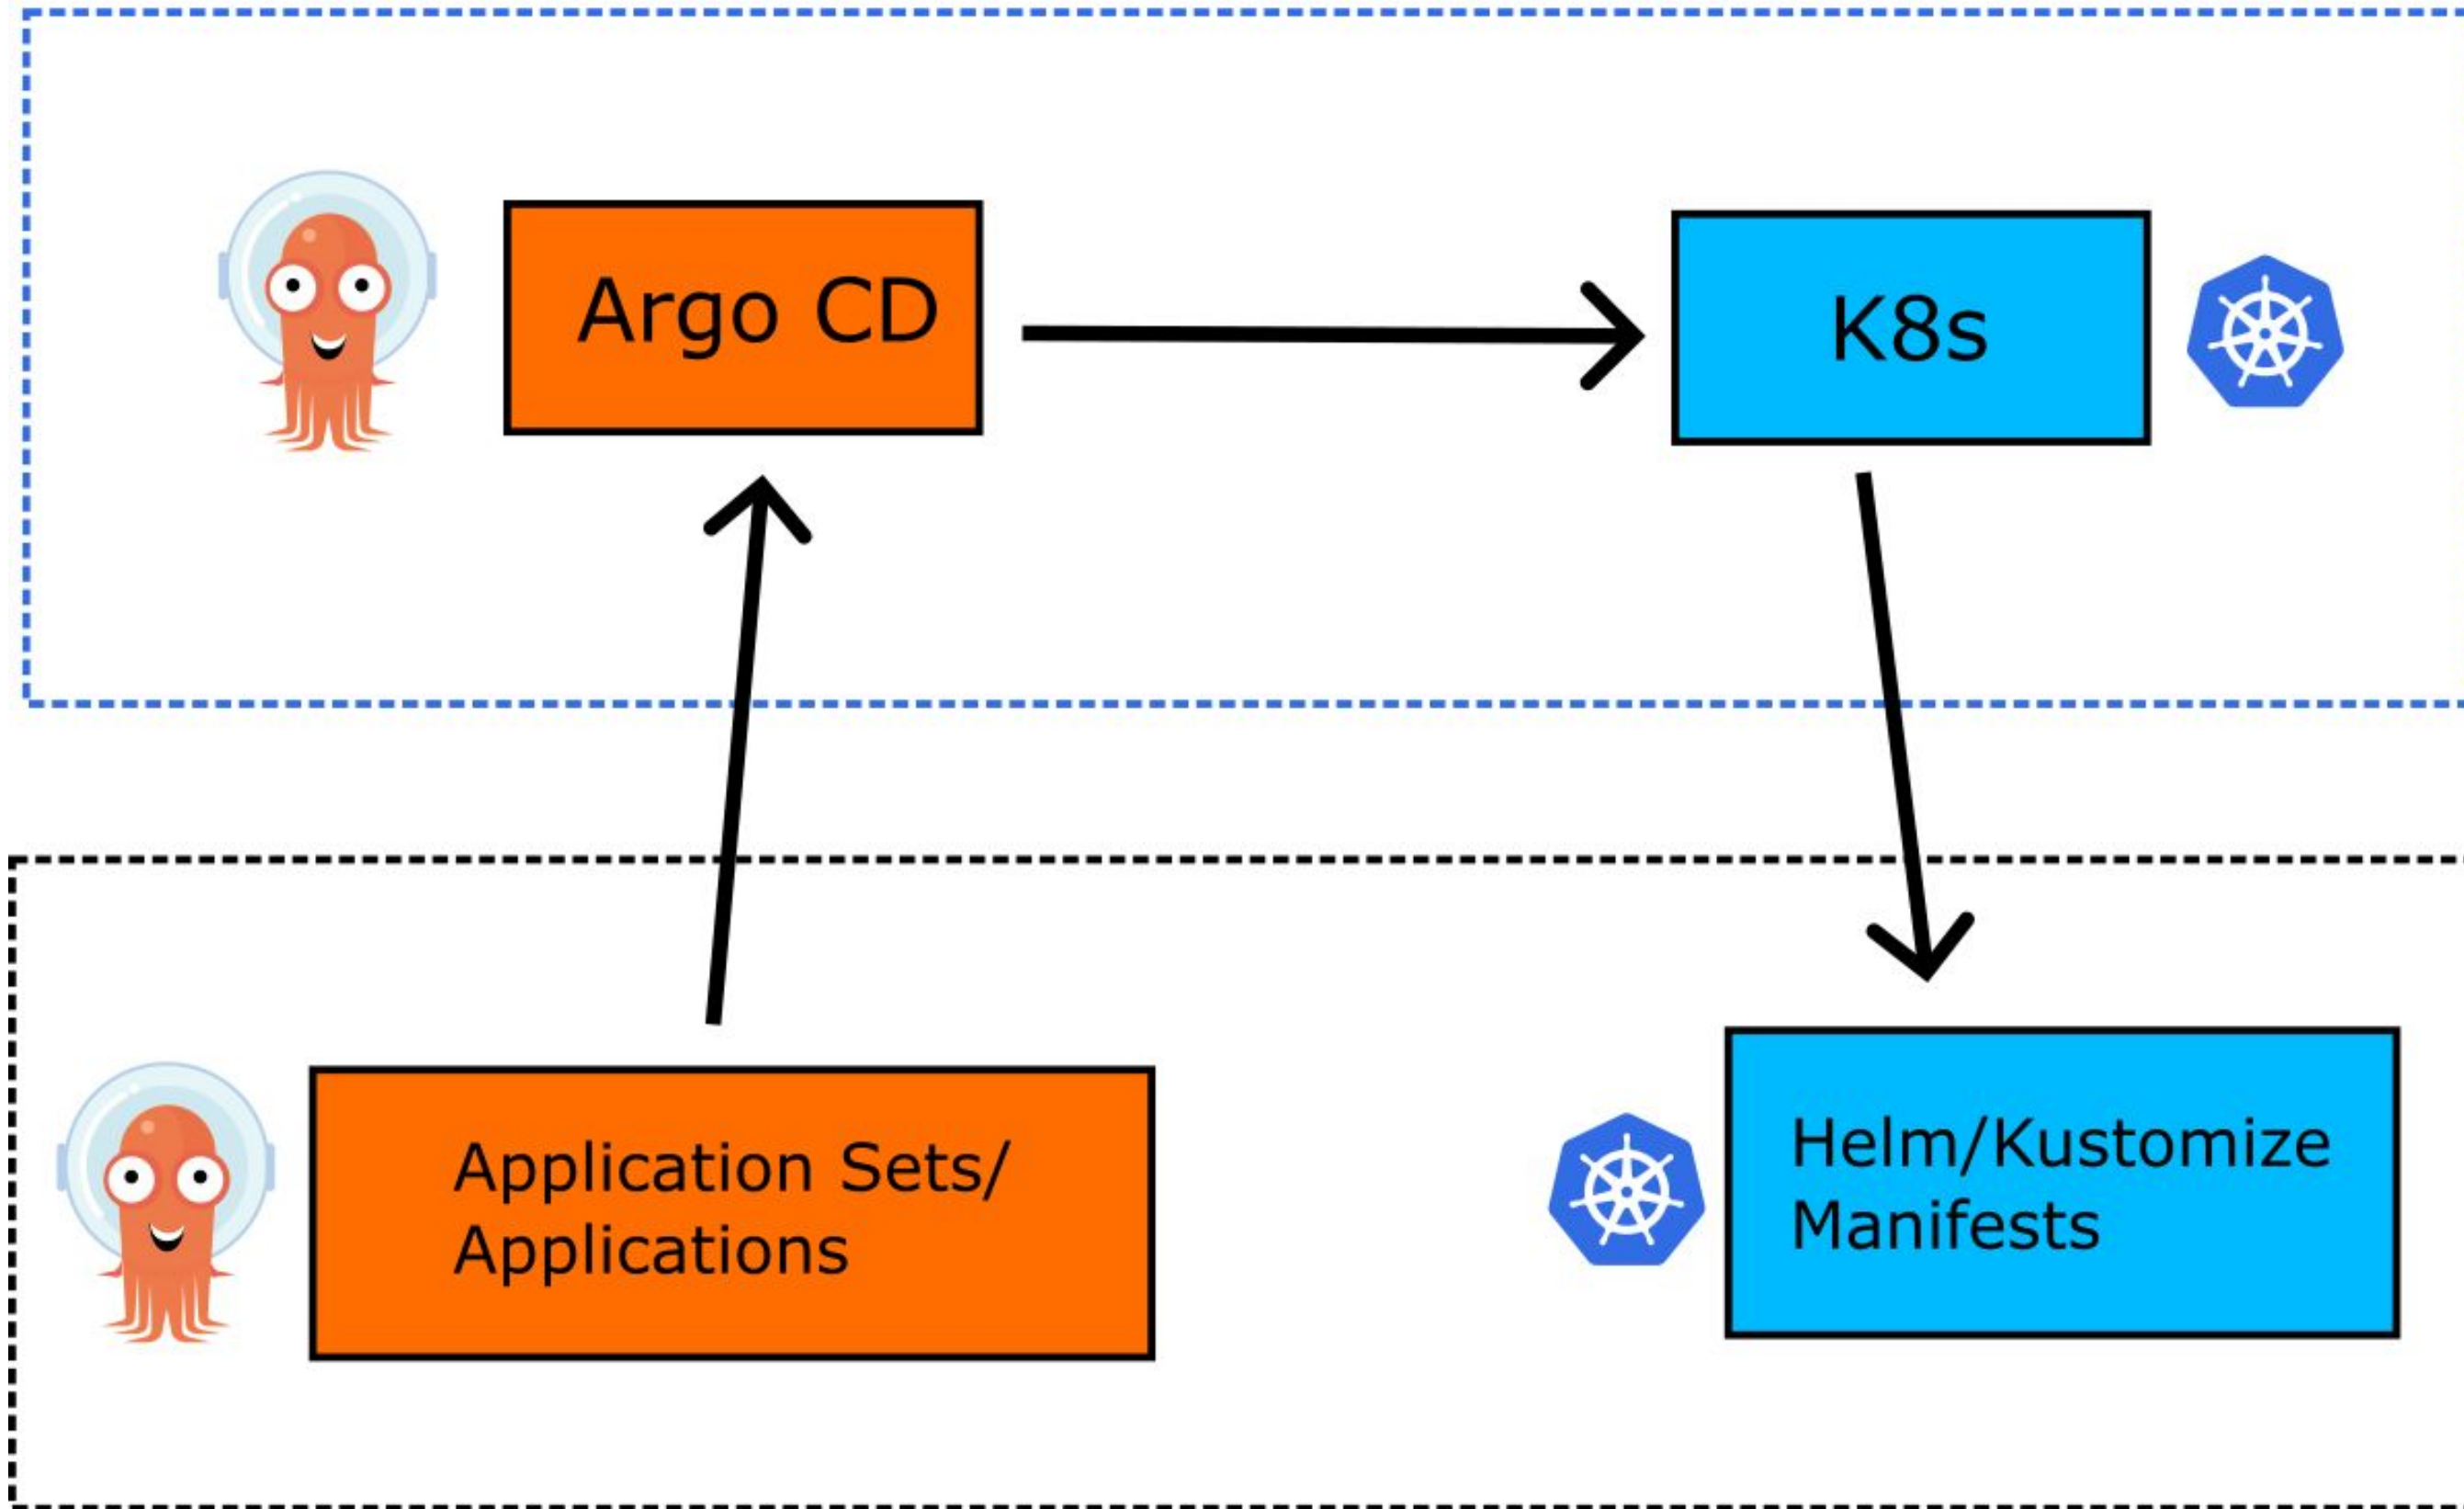 Argo CD
K8s
Application Sets/
Applications
Helm/Kustomize
Manifests